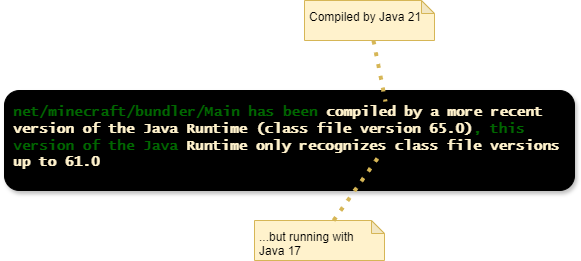 Compiled by Java 21
net/minecraft/bundler/Main has been compiled by a more recent
version of the Java Runtime (class file version 65.0), this
version of the Java Runtime only recognizes class file versions
up to 61.0
...but running with
Java 17